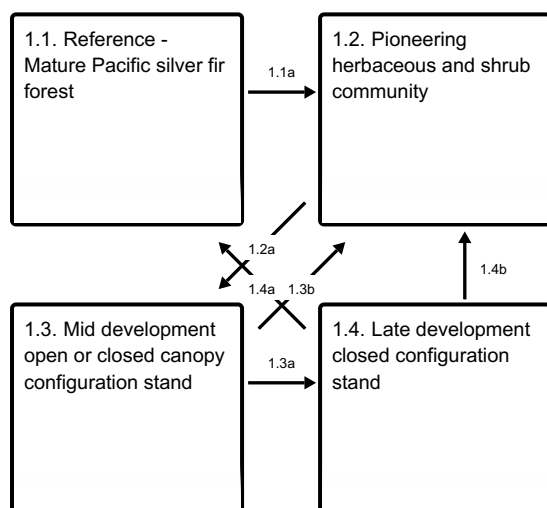 1.1. Reference -
Mature Pacific silver fir
forest
1.1a
1.2. Pioneering
herbaceous and shrub
community
1.2a
1.4a
1.3b
1.4b
1.3. Mid development
open or closed canopy
configuration stand
1.3a
1.4. Late development
closed configuration
stand